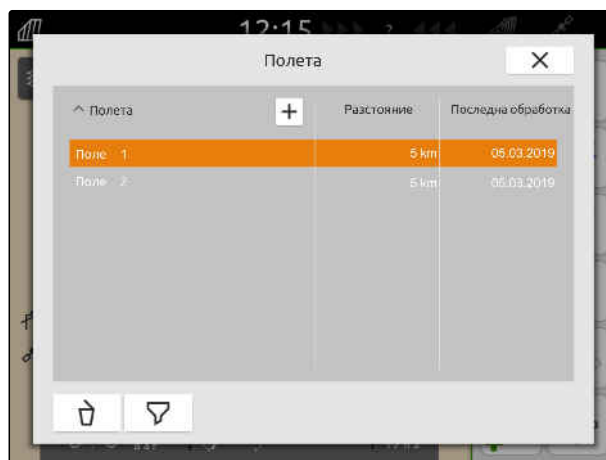 12:15
Полета
Полета Разстояние Последна обработка
Поле 1 5 km 05.03.2019
Поле 2 5 km 05.03.2019